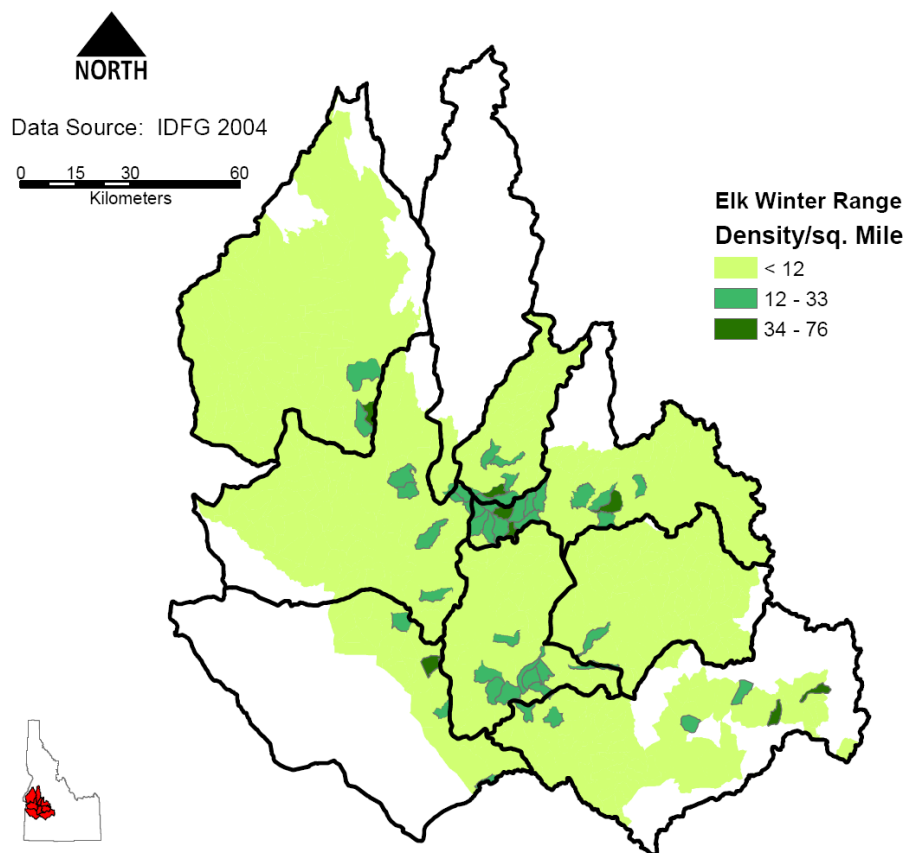 NORTH
Data Source: IDFG 2004
0 15 30 60
Kilometers
Elk Winter Range
Density/sq. Mile
< 12
12 - 33
34 - 76